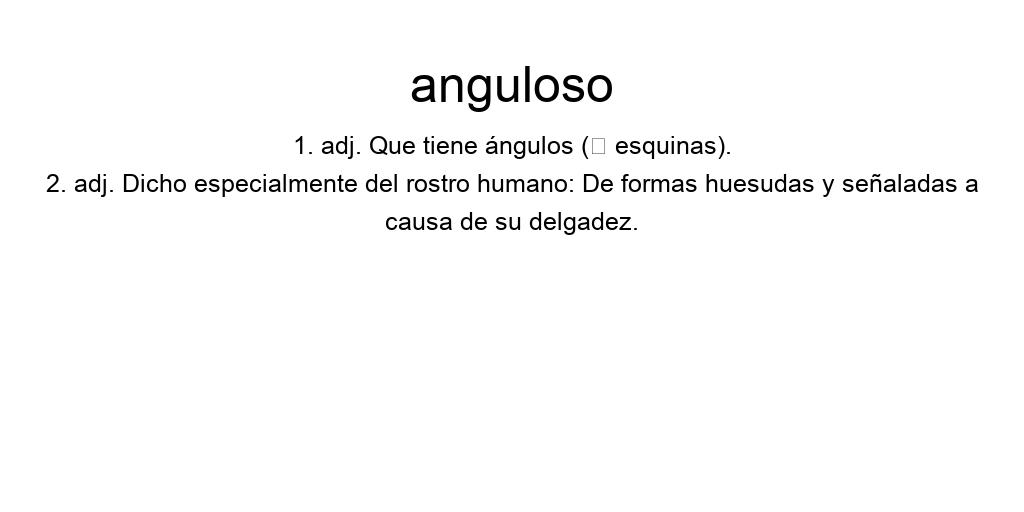 anguloso
1. adj. Que tiene ángulos (□ esquinas).
2. adj. Dicho especialmente del rostro humano: De formas huesudas y señaladas a
causa de su delgadez.